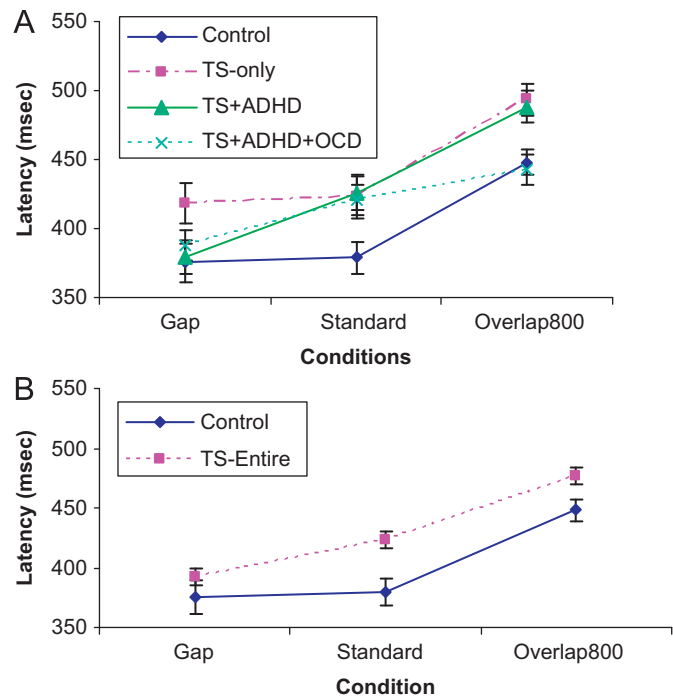 A
550
500
450
400
350
Latency (msec)
Control
TS-only
TS+ADHD
TS+ADHD+OCD
Gap Standard Overlap800
Conditions
B
550
500
450
400
350
Latency (msec)
Control
TS-Entire
Gap Standard Overlap800
Condition